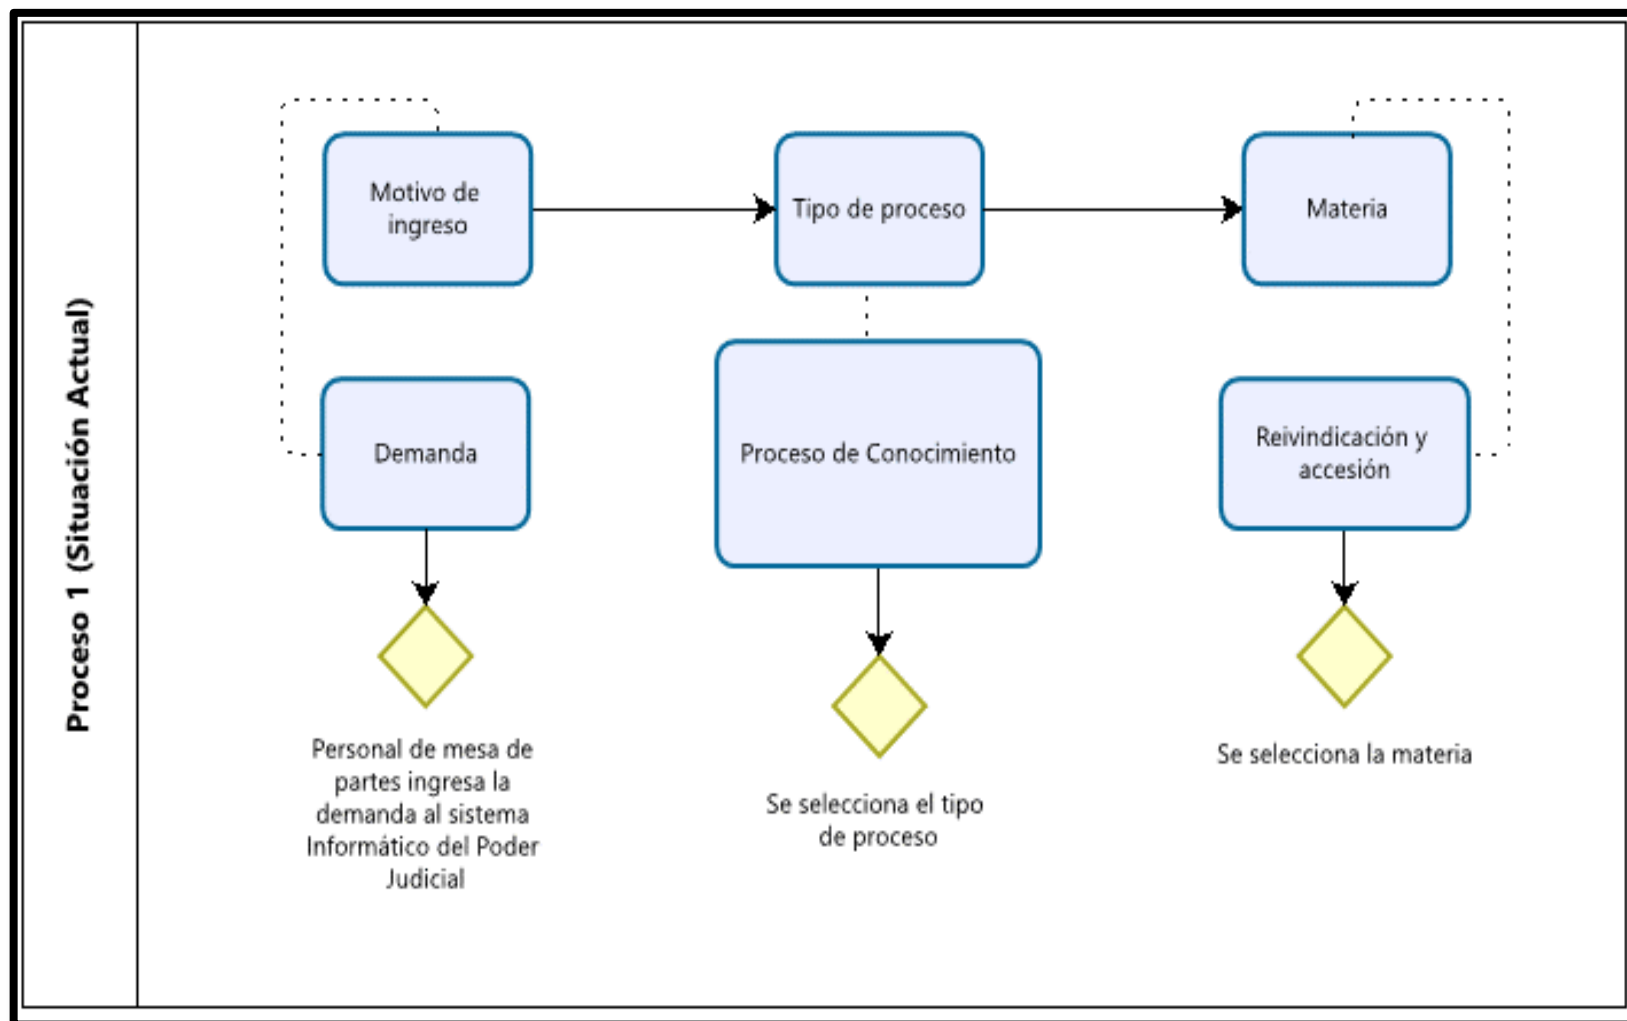 Proceso 1 (Situación Actual)
Motivo de
ingreso
Tipo de proceso
Materia
Demanda
Proceso de Conocimiento
Reivindicación y
accesión
Personal de mesa de
partes ingresa la
demanda al sistema
Informático del Poder
Judicial
Se selecciona el tipo
de proceso
Se selecciona la materia